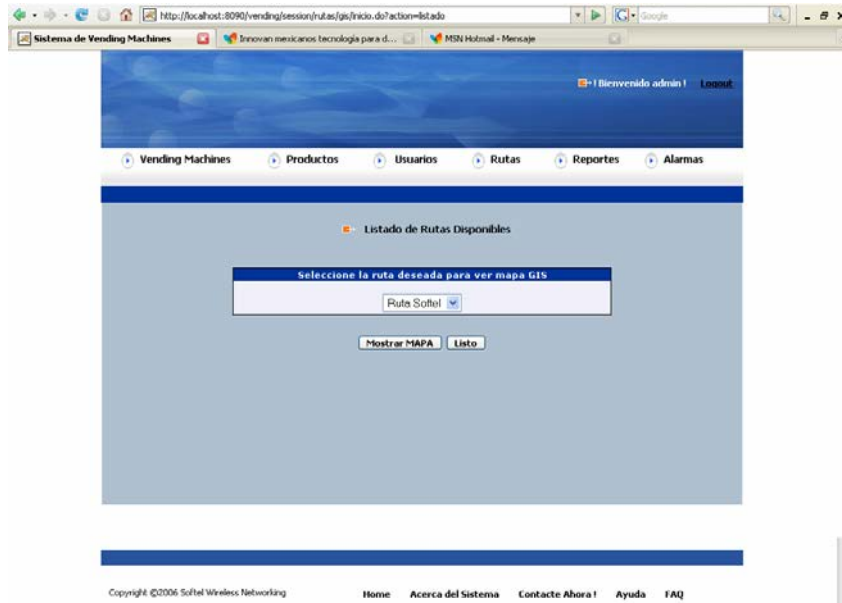 http://localhost:8090/vending/session/rutas/gis/inicio.do?action=listado
Google
Sistema de Vending Machines
Innovan mexicanos tecnología para d...
MSN Hotmail - Mensaje
! Bienvenido admin ! Logout
Vending Machines Productos Usuarios Rutas Reportes Alarmas
Listado de Rutas Disponibles
Seleccione la ruta deseada para ver mapa GIS
Ruta Softel
Mostrar MAPA Listo
Copyright ©2006 Softel Wireless Networking Home Acerca del Sistema Contacte Ahora ! Ayuda FAQ